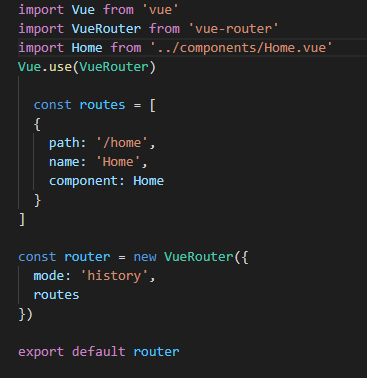 import Vue from 'vue'
import VueRouter from 'vue-router'
import Home from '../components/Home.vue'
Vue.use(VueRouter)
const routes = [
{
path: '/home',
name: 'Home',
component: Home
}
]
const router = new VueRouter({
mode: 'history',
routes
})
export default router